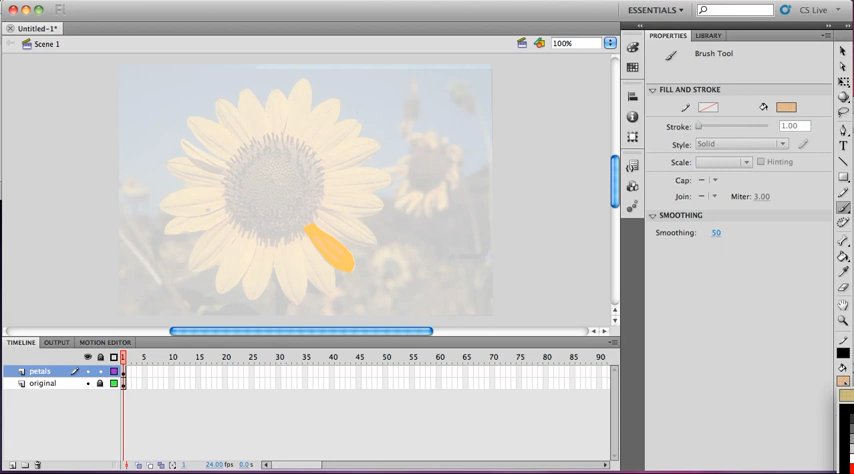 Fl
ESSENTIALS
CS Live
Untitled-1*
Scene 1
100%
PROPERTIES
LIBRARY
Brush Tool
FILL AND STROKE
Stroke:
1.00
Style:
Solid
Scale:
Hinting
Cap:
Join:
Miter: 3.00
SMOOTHING
Smoothing: 50
TIMELINE
OUTPUT
MOTION EDITOR
1 5 10 15 20 25 30 35 40 45 50 55 60 65 70 75 80 85 90
petals
original
1
24.00 fps
0.0 s